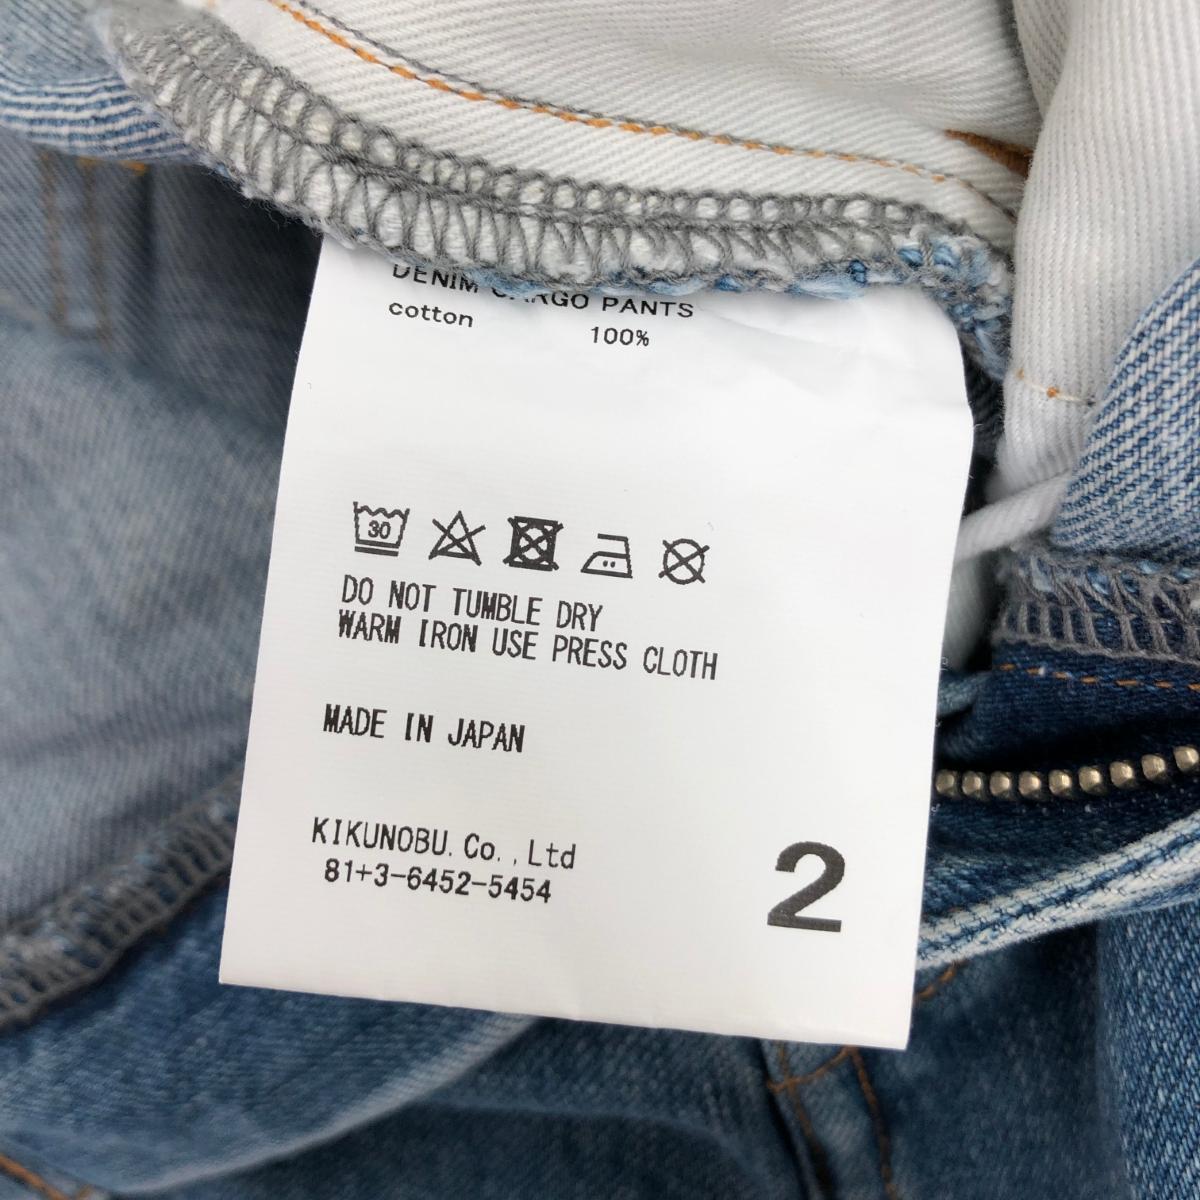 DENIM CARGO PANTS
cotton 100%
30
DO NOT TUMBLE DRY
WARM IRON USE PRESS CLOTH
MADE IN JAPAN
KIKUNOBU. Co., Ltd
81+3-6452-5454
2